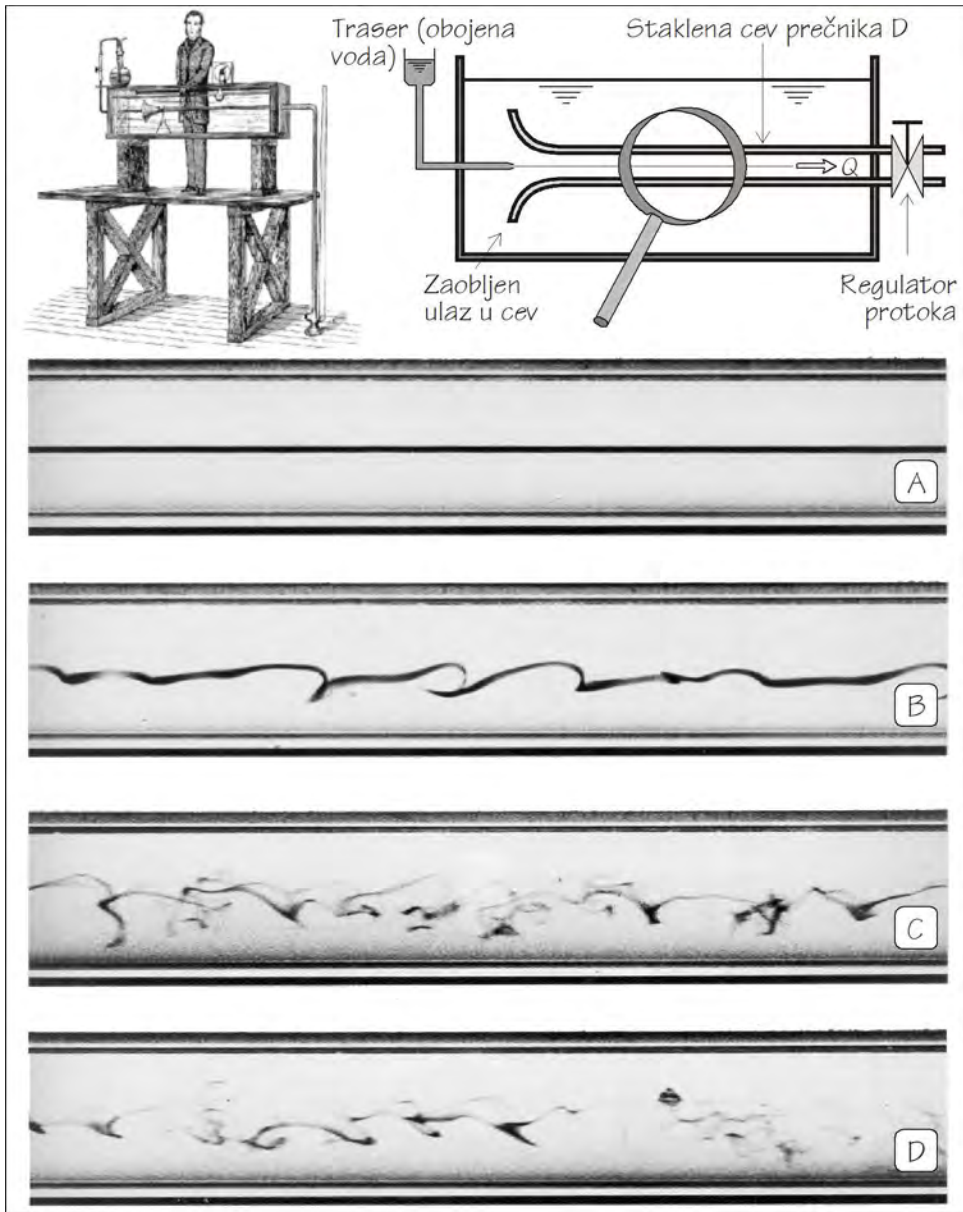 Traser (obojena
voda)
Staklena cev prečnika D
Q
Zaobljen
ulaz u cev
Regulator
protoka
A
B
C
D